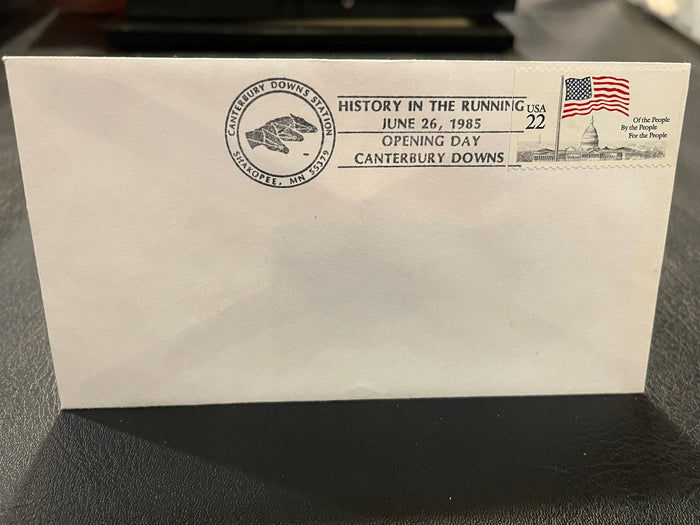 CANTERBURY DOWNS STATION
SHAKOPEE, MN 55379
HISTORY IN THE RUNNING
JUNE 26, 1985
OPENING DAY
CANTERBURY DOWNS
USA
22
Of the People
By the People
For the People